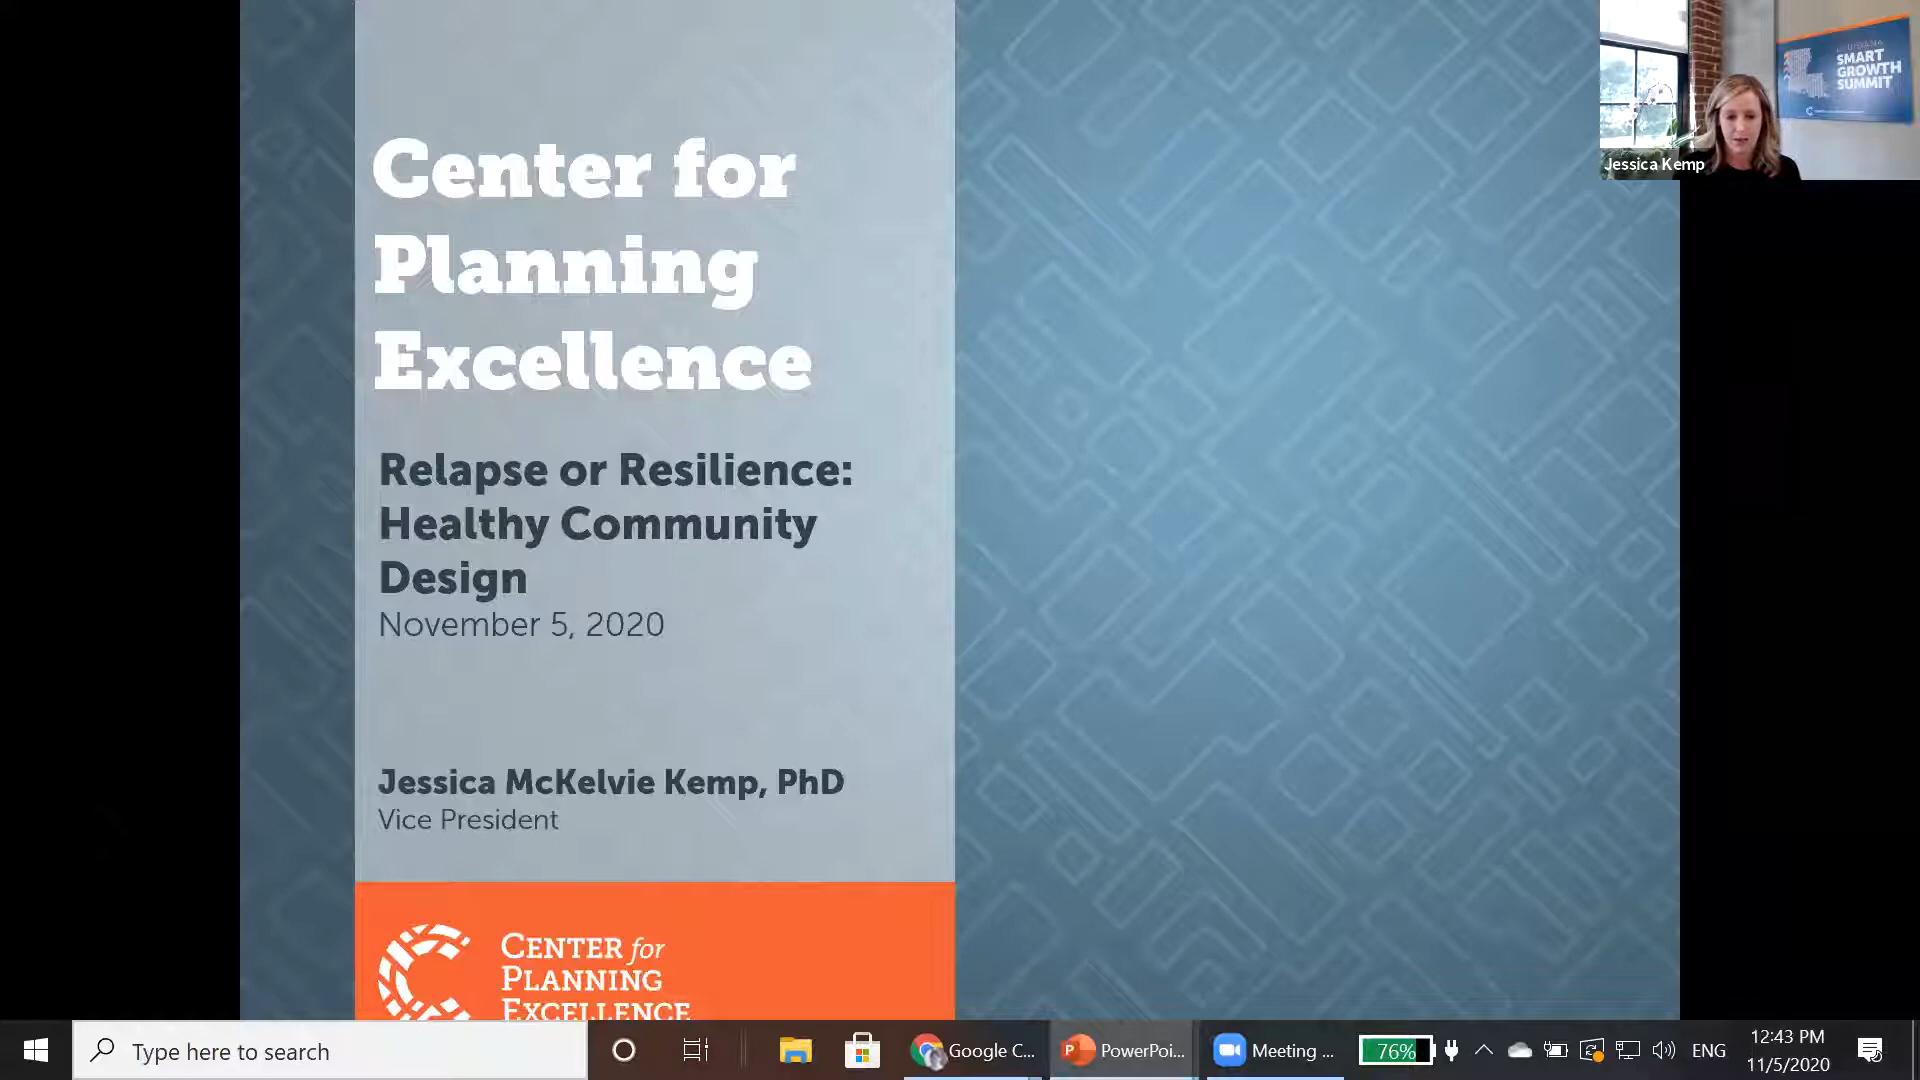 Center for
Planning
Excellence
Relapse or Resilience:
Healthy Community
Design
November 5, 2020
Jessica McKelvie Kemp, PhD
Vice President
CENTER for
PLANNING
EXCELLENCE
SMART
GROWTH
SUMMIT
Jessica Kemp
Type here to search
Google C...
PowerPoi...
Meeting ...
76%
ENG
12:43 PM
11/5/2020